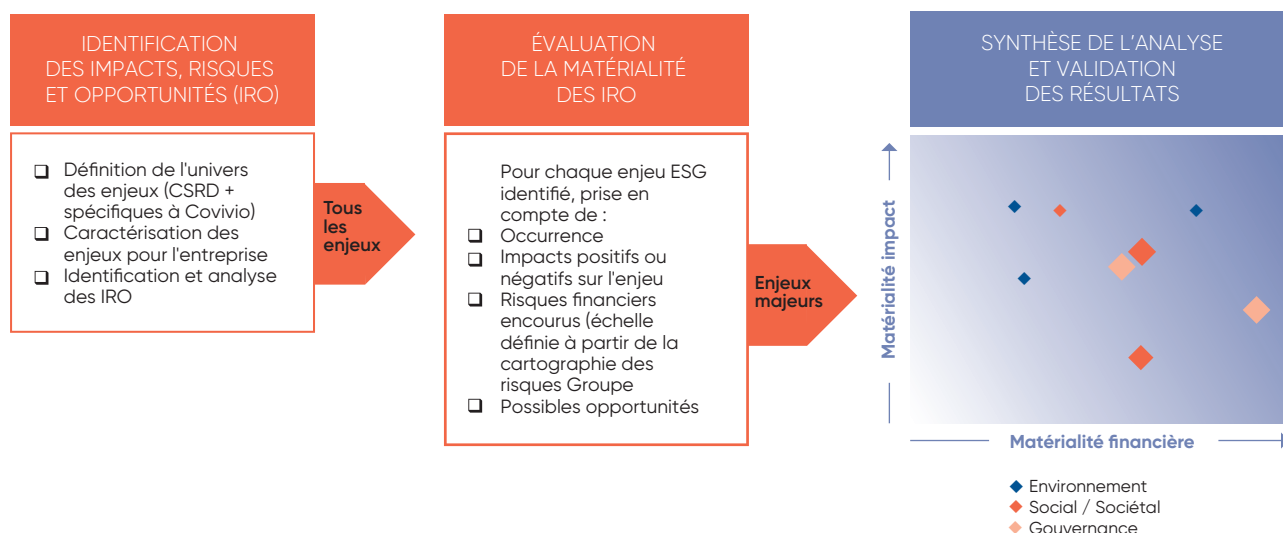 IDENTIFICATION
DES IMPACTS, RISQUES
ET OPPORTUNITÉS (IRO)
❑ Définition de l'univers
des enjeux (CSRD +
spécifiques à Covivio)
❑ Caractérisation des
enjeux pour l'entreprise
❑ Identification et analyse
des IRO
Tous
les
enjeux
ÉVALUATION
DE LA MATÉRIALITÉ
DES IRO
Pour chaque enjeu ESG
identifié, prise en
compte de :
❑ Occurrence
❑ Impacts positifs ou
négatifs sur l'enjeu
❑ Risques financiers
encourus (échelle
définie à partir de la
cartographie des
risques Groupe
❑ Possibles opportunités
Enjeux
majeurs
SYNTHÈSE DE L'ANALYSE
ET VALIDATION
DES RÉSULTATS
Matérialité impact
Matérialité financière
Environnement
Social / Sociétal
Gouvernance